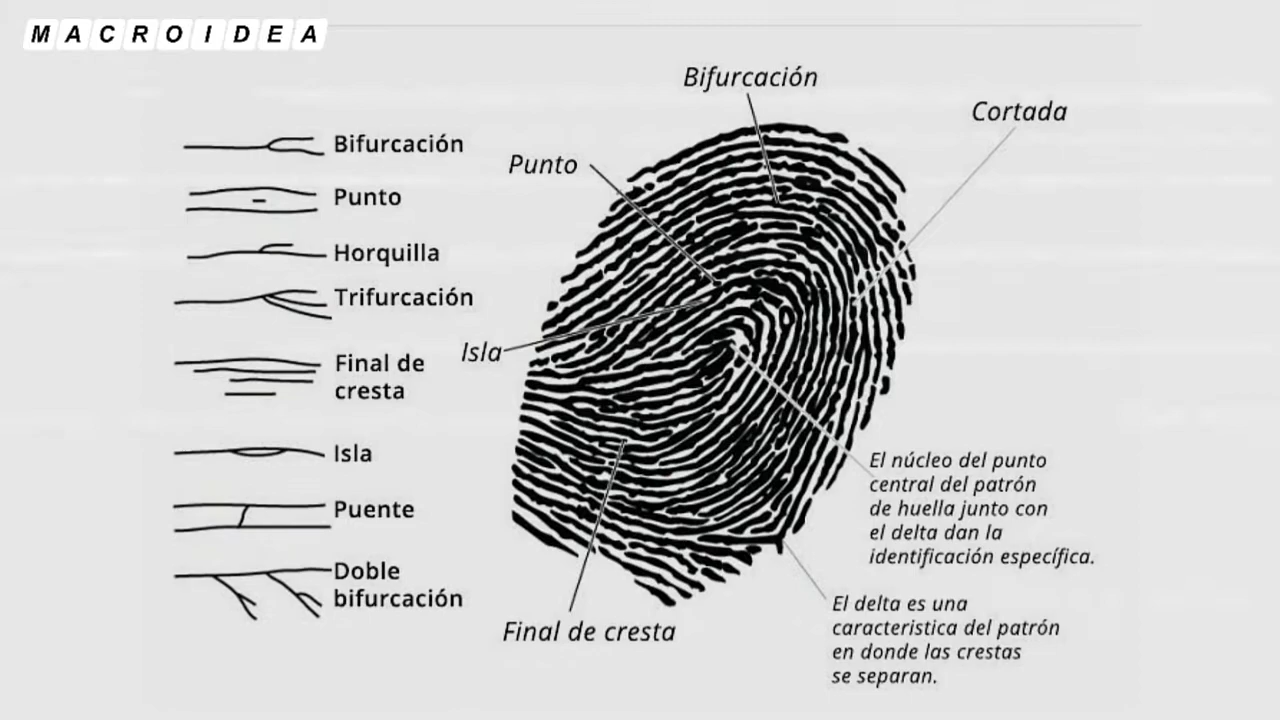 MACROIDEA
Bifurcación
Punto
Horquilla
Trifurcación
Final de
cresta
Isla
Puente
Doble
bifurcación
Bifurcación
Cortada
Punto
Isla
Final de cresta
El núcleo del punto
central del patrón
de huella junto con
el delta dan la
identificación específica.
El delta es una
caracteristica del patrón
en donde las crestas
se separan.